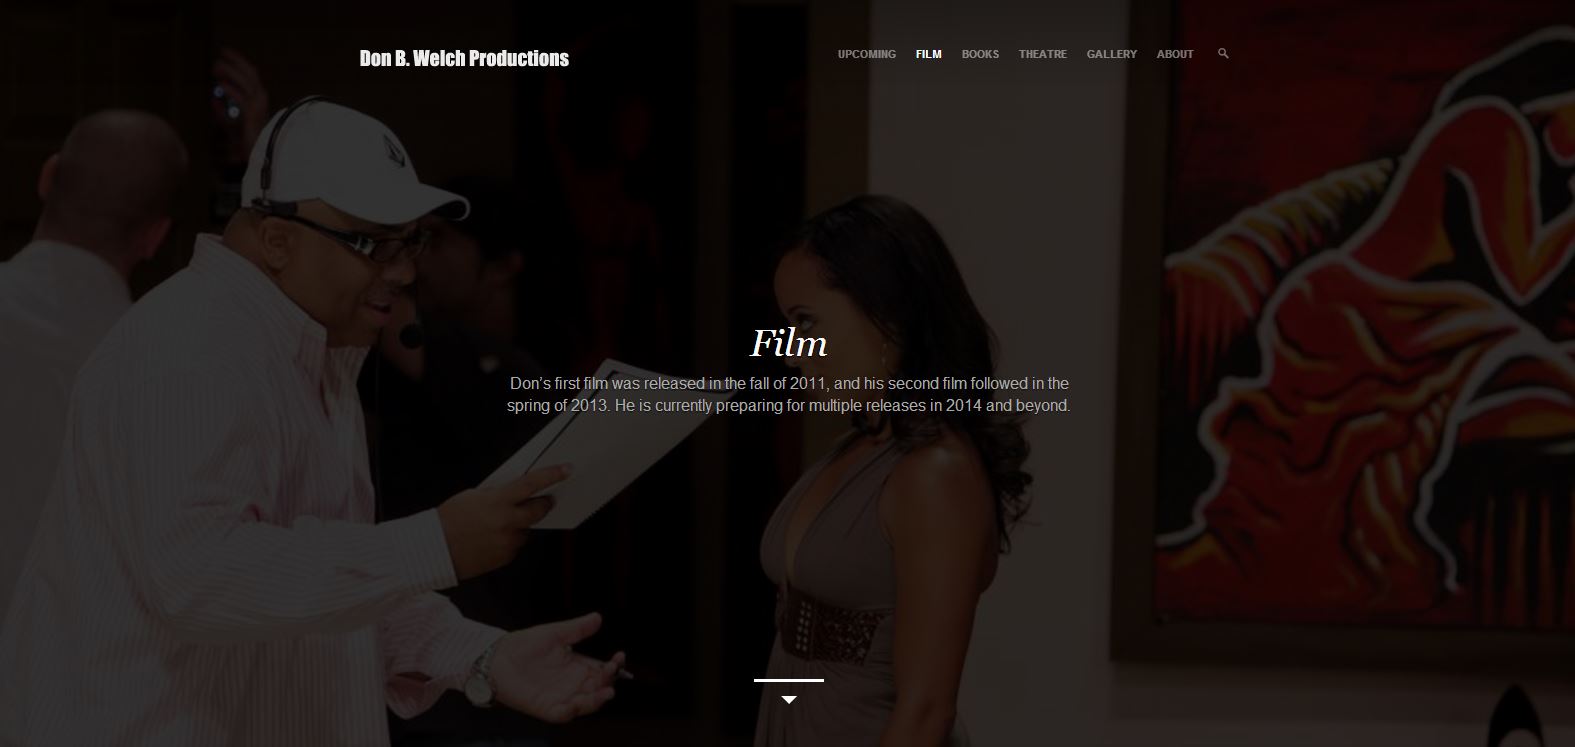 Don B. Welch Productions
UPCOMING FILM BOOKS THEATRE GALLERY ABOUT
Film
Don’s first film was released in the fall of 2011, and his second film followed in the
spring of 2013. He is currently preparing for multiple releases in 2014 and beyond.